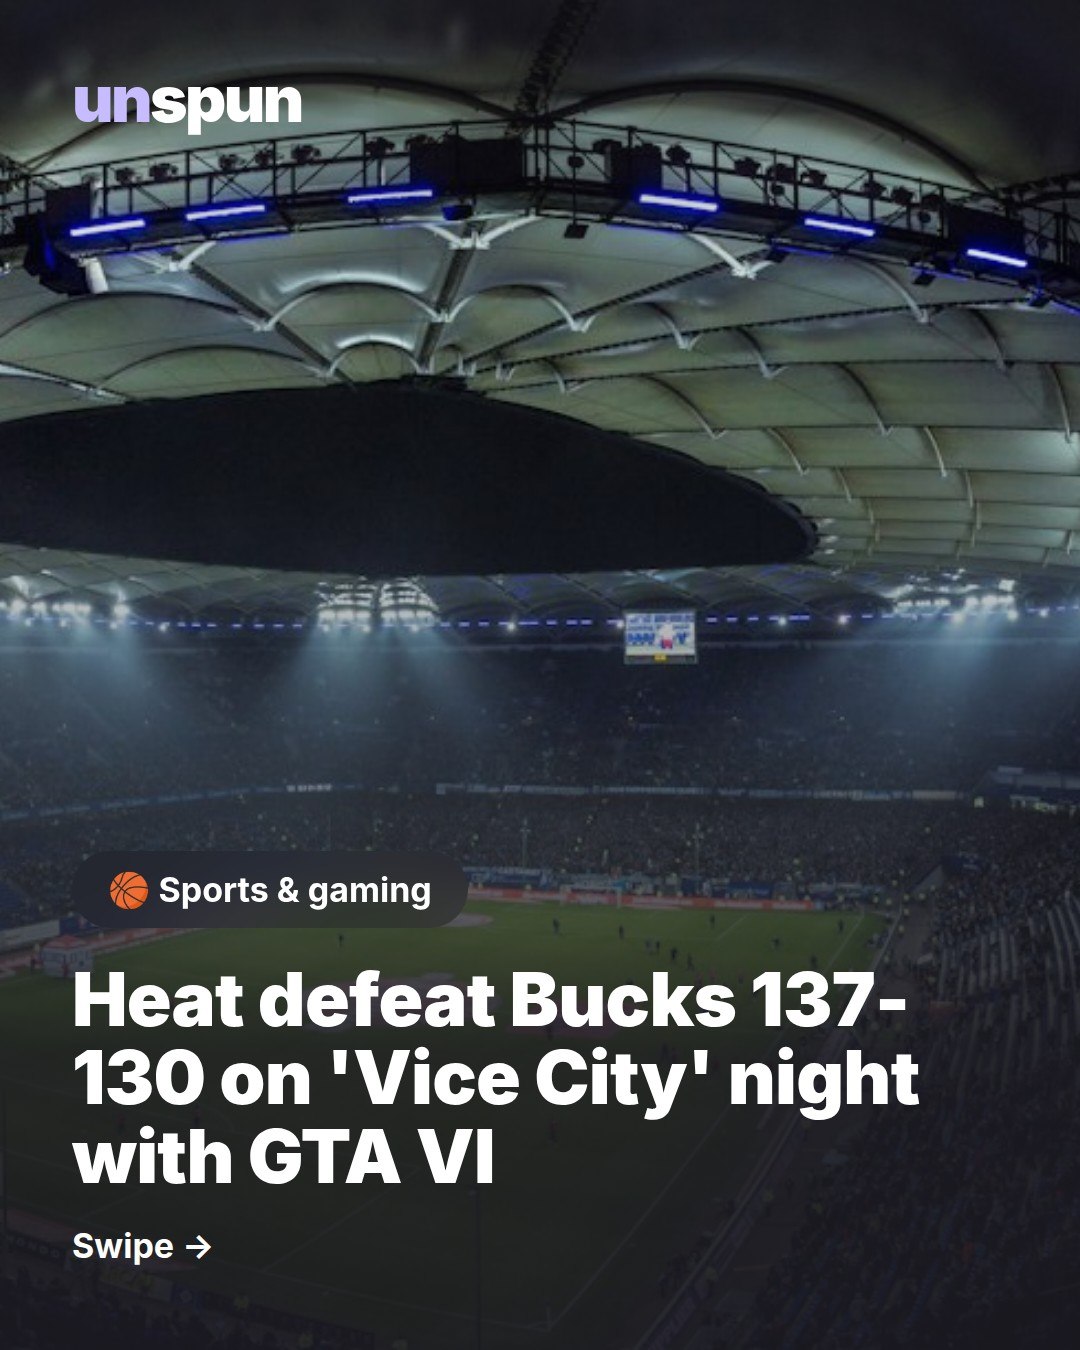 unspun
🏀 Sports & gaming
Heat defeat Bucks 137-
130 on 'Vice City' night
with GTA VI
Swipe →